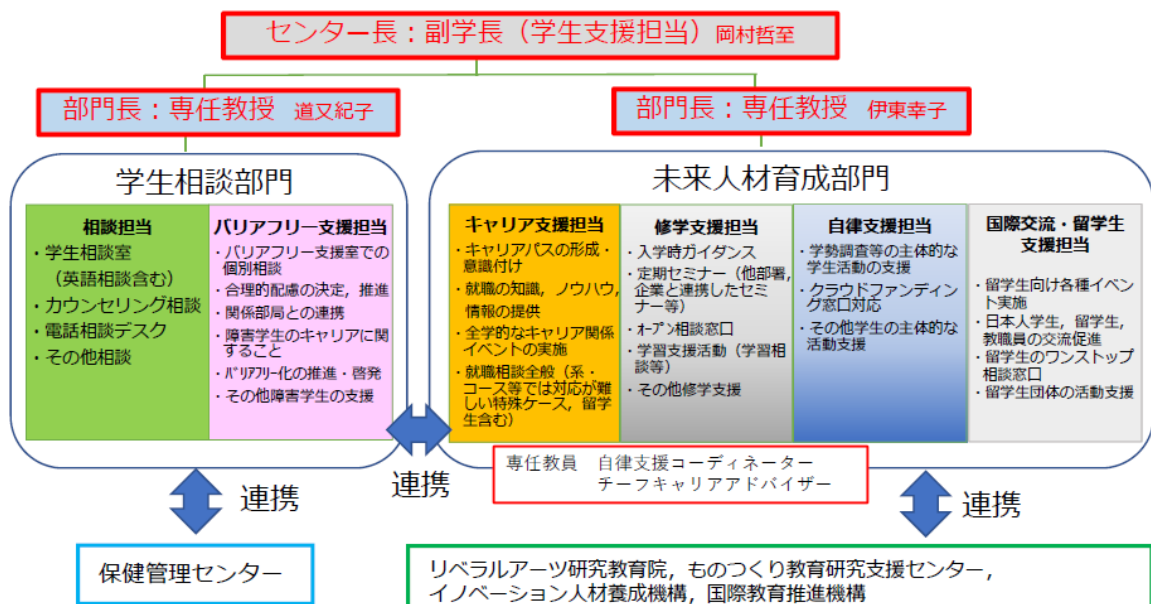 センター長：副学長（学生支援担当）岡村哲至
部門長：専任教授　道又紀子
部門長：専任教授　伊東幸子
学生相談部門
相談担当
・学生相談室
（英語相談含む）
・カウンセリング相談
・電話相談デスク
・その他相談
バリアフリー支援担当
・バリアフリー支援室での
個別相談
・合理的配慮の決定，推進
・関係部局との連携
・障害学生のキャリアに関
すること
・バリアフリー化の推進・啓発
・その他障害学生の支援
未来人材育成部門
キャリア支援担当
・キャリアパスの形成・
意識付け
・就職の知識，ノウハウ，
情報の提供
・全学的なキャリア関係
イベントの実施
・就職相談全般（系・
コース等では対応が難
しい特殊ケース，留学
生含む）
修学支援担当
・入学時ガイダンス
・定期セミナー（他部署，
企業と連携したセミ
ナー等）
・オープン相談窓口
・学習支援活動（学習相
談等）
・その他修学支援
自律支援担当
・学勢調査等の主体的な
学生活動の支援
・クラウドファンディ
ング窓口対応
・その他学生の主体的な
活動支援
国際交流・留学生
支援担当
・留学生向け各種イベン
ト実施
・日本人学生，留学生，
教職員の交流促進
・留学生のワンストップ
相談窓口
・留学生団体の活動支援
専任教員　自律支援コーディネーター
チーフキャリアアドバイザー
連携
連携
連携
保健管理センター
リベラルアーツ研究教育院，ものつくり教育研究支援センター，
イノベーション人材養成機構，国際教育推進機構